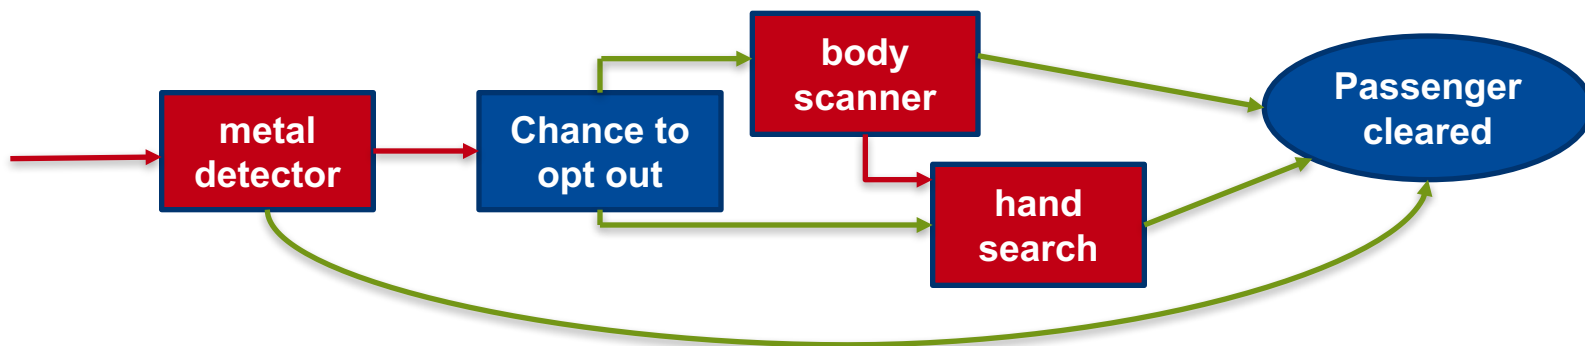 metal
detector
Chance to
opt out
body
scanner
hand
search
Passenger
cleared